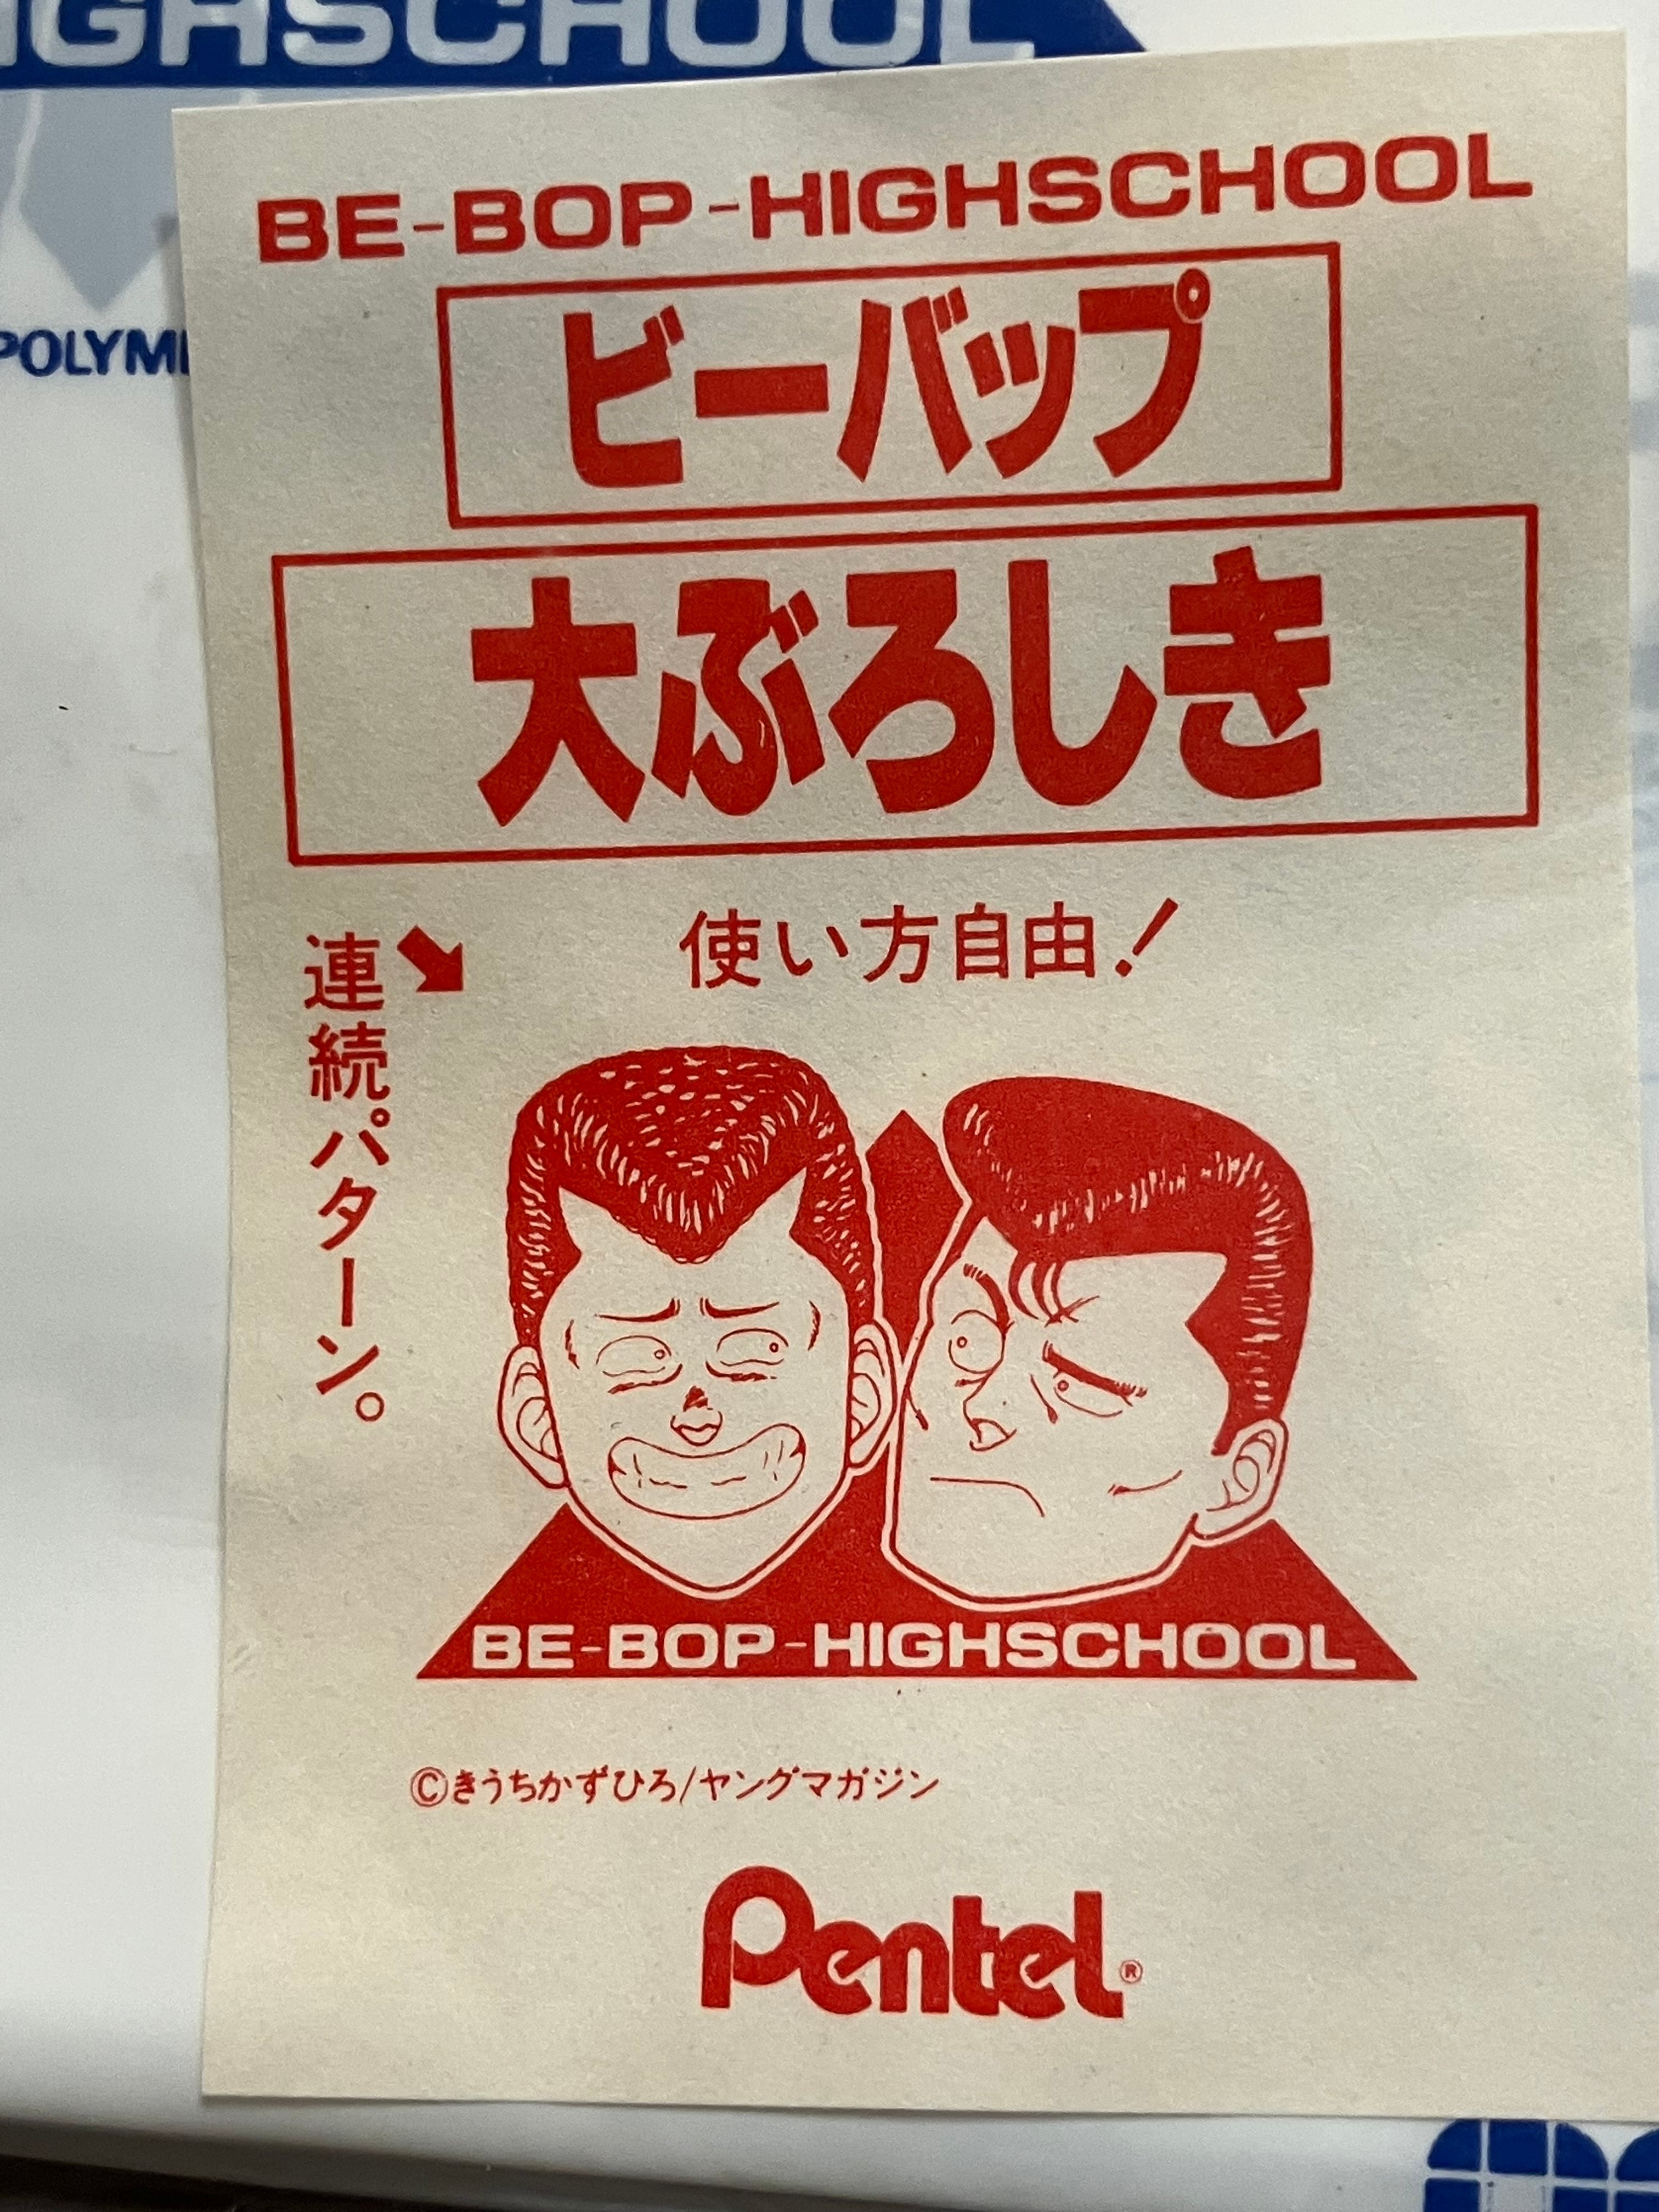 IGHSCHOOL
POLYM
BE-BOP-HIGHSCHOOL
ビーバップ
大ぶろしき
使い方自由!
連続パターン。
BE-BOP-HIGHSCHOOL
©きうちかずひろ/ヤングマガジン
Pentel®